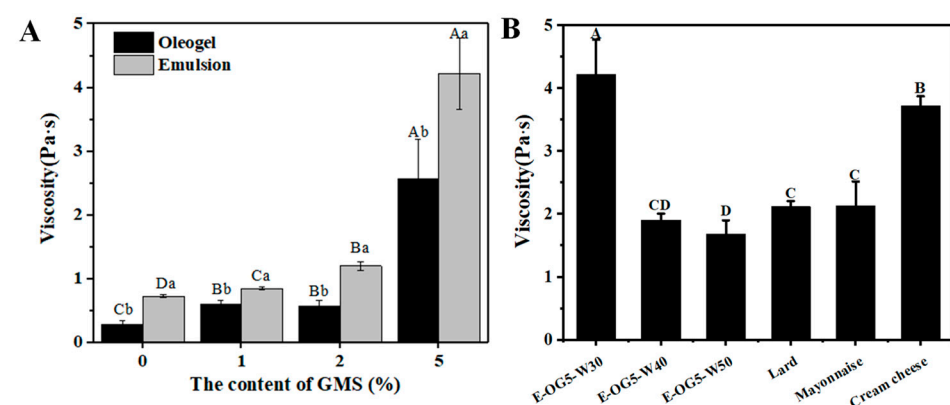 A
Oleogel
Emulsion
Viscosity(Pa·s)
5
4
3
2
1
0
Cb
Da
Bb
Ca
Bb
Ba
Ab
Aa
0 1 2 5
The content of GMS (%)
B
Viscosity(Pa·s)
5
4
3
2
1
0
A
CD
D
C
C
B
E-OG5-W30
E-OG5-W40
E-OG5-W50
Lard
Mayonnaise
Cream cheese